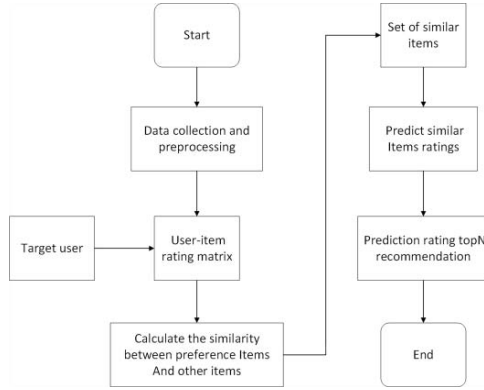 Start
Data collection and
preprocessing
Target user
User-item
rating matrix
Calculate the similarity
between preference Items
And other items
Set of similar
items
Predict similar
Items ratings
Prediction rating topN
recommendation
End